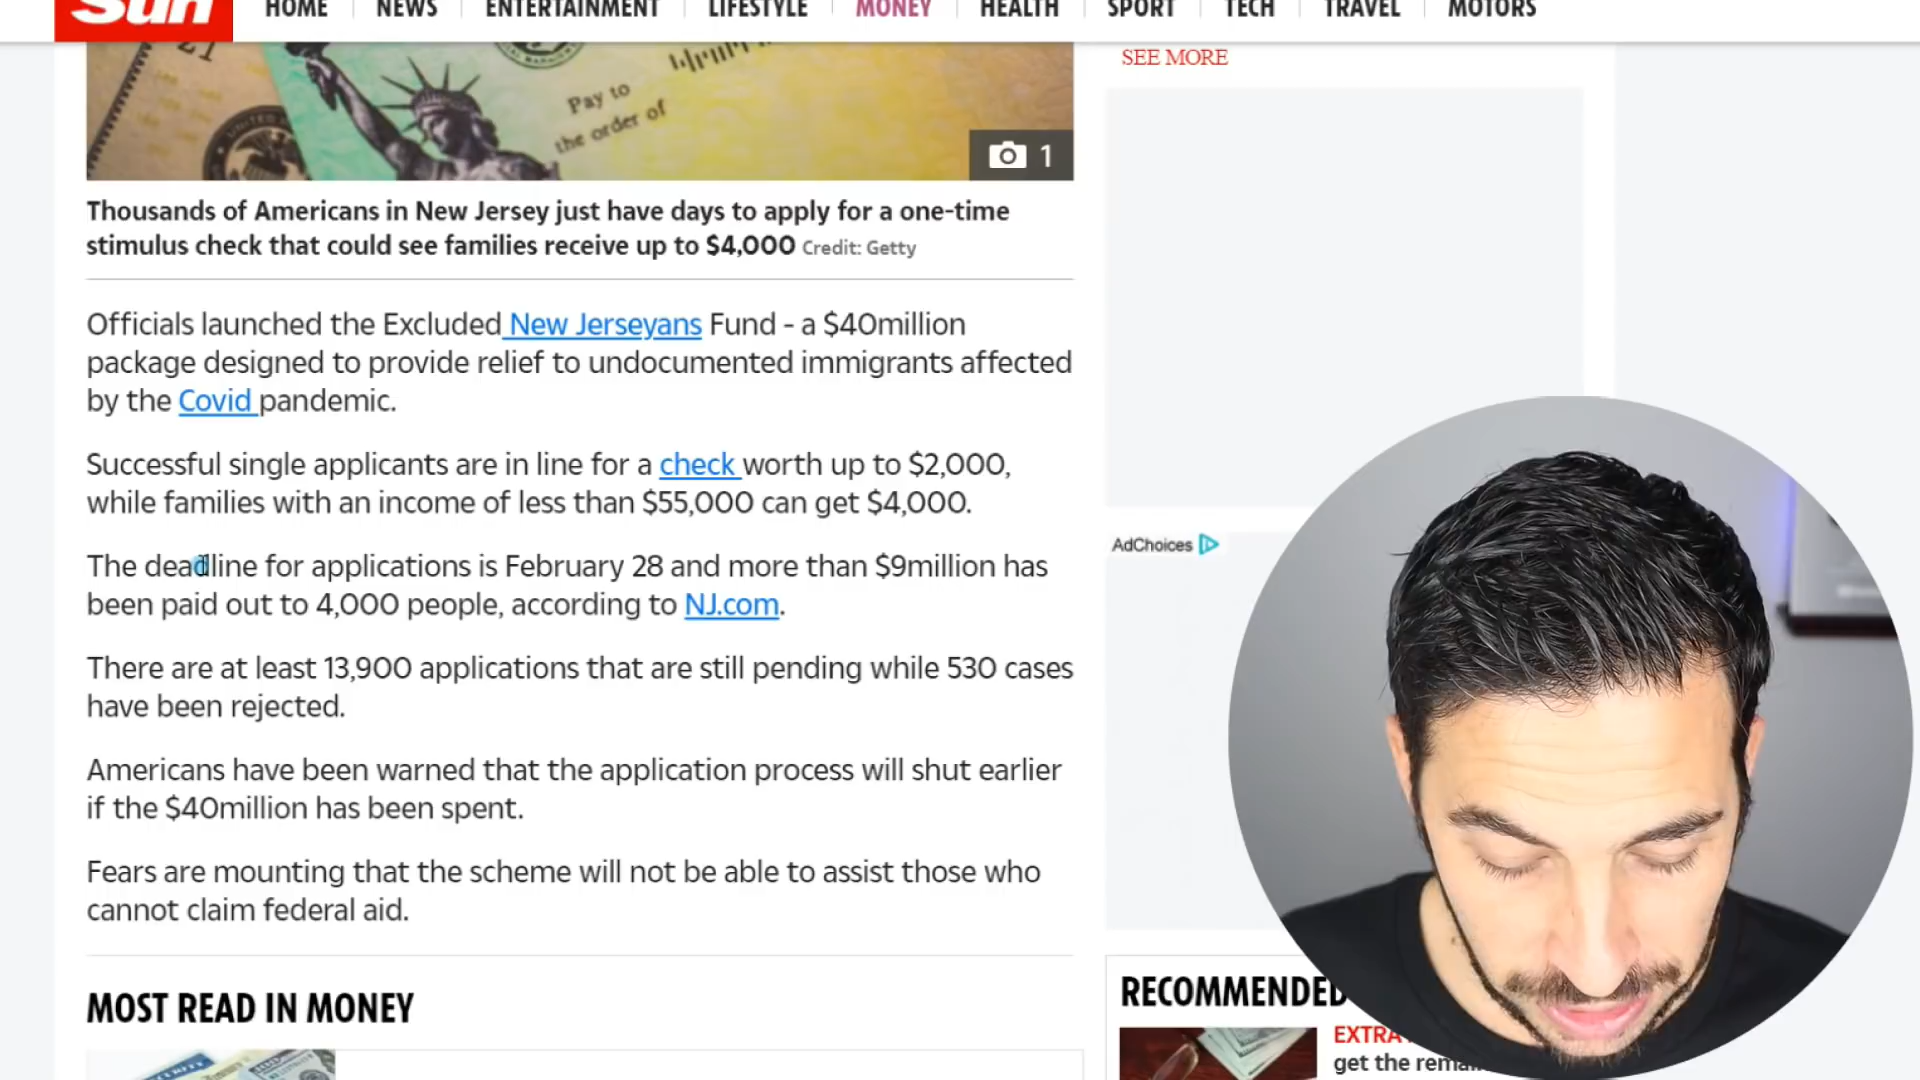 Sun
HOME NEWS ENTERTAINMENT LIFESTYLE MONEY HEALTH SPORT TECH TRAVEL MOTORS
21
Pay to
the order of
1
SEE MORE
Thousands of Americans in New Jersey just have days to apply for a one-time
stimulus check that could see families receive up to $4,000 Credit: Getty
Officials launched the Excluded New Jerseyans Fund - a $40million
package designed to provide relief to undocumented immigrants affected
by the Covid pandemic.
Successful single applicants are in line for a check worth up to $2,000,
while families with an income of less than $55,000 can get $4,000.
AdChoices
The deadline for applications is February 28 and more than $9million has
been paid out to 4,000 people, according to NJ.com.
There are at least 13,900 applications that are still pending while 530 cases
have been rejected.
Americans have been warned that the application process will shut earlier
if the $40million has been spent.
Fears are mounting that the scheme will not be able to assist those who
cannot claim federal aid.
MOST READ IN MONEY
RECOMMENDED
EXTRA
get the